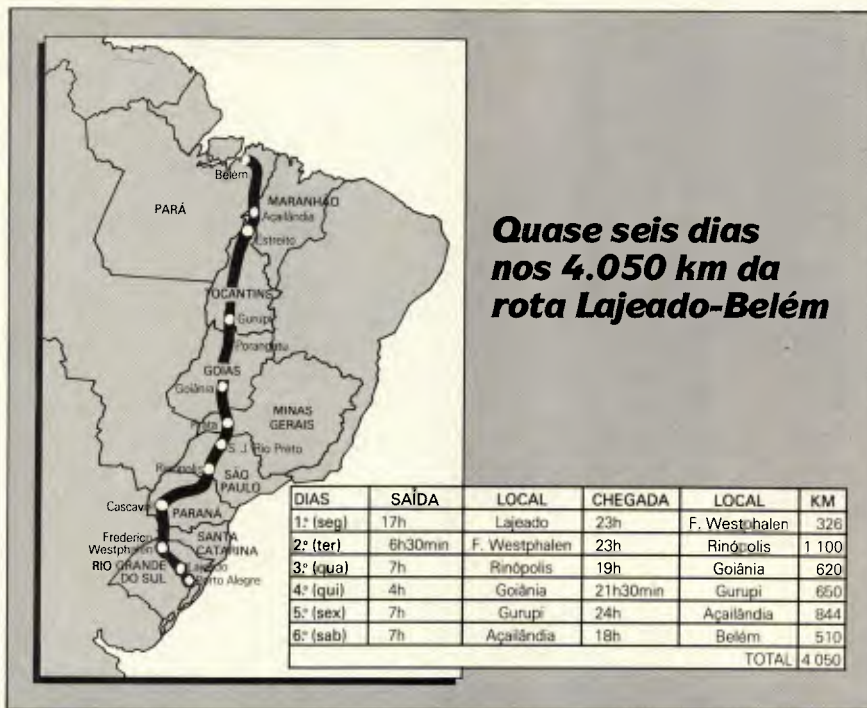 Belém
PARÁ
MARANHÃO
Açailândia
Estreito
TOCANTINS
Gurupi
Porangatu
GOIÁS
Goiânia
MINAS
GERAIS
Prata
S. J. Rio Preto
Rinópolis
SÃO
PAULO
Cascavel
PARANÁ
Frederico
Westphalen
SANTA
CATARINA
RIO GRANDE
DO SUL
Lajeado
Porto Alegre
Quase seis dias
nos 4.050 km da
rota Lajeado-Belém
DIAS SAÍDA LOCAL CHEGADA LOCAL KM
1.º (seg) 17h Lajeado 23h F. Westphalen 326
2.º (ter) 6h30min F. Westphalen 23h Rinópolis 1 100
3.º (qua) 7h Rinópolis 19h Goiânia 620
4.º (qui) 4h Goiânia 21h30min Gurupi 650
5.º (sex) 7h Gurupi 24h Açailândia 844
6.º (sab) 7h Açailândia 18h Belém 510
TOTAL 4 050